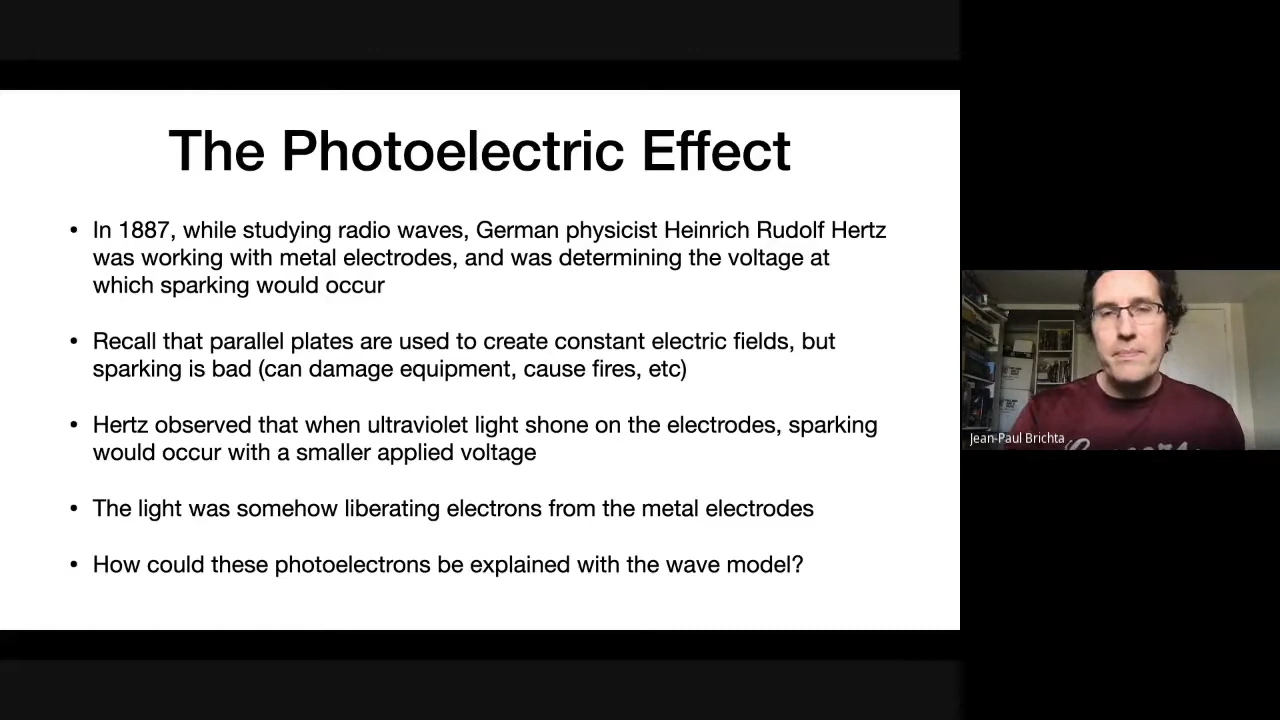 The Photoelectric Effect
• In 1887, while studying radio waves, German physicist Heinrich Rudolf Hertz
was working with metal electrodes, and was determining the voltage at
which sparking would occur
• Recall that parallel plates are used to create constant electric fields, but
sparking is bad (can damage equipment, cause fires, etc)
• Hertz observed that when ultraviolet light shone on the electrodes, sparking
would occur with a smaller applied voltage
• The light was somehow liberating electrons from the metal electrodes
• How could these photoelectrons be explained with the wave model?
Jean-Paul Brichta